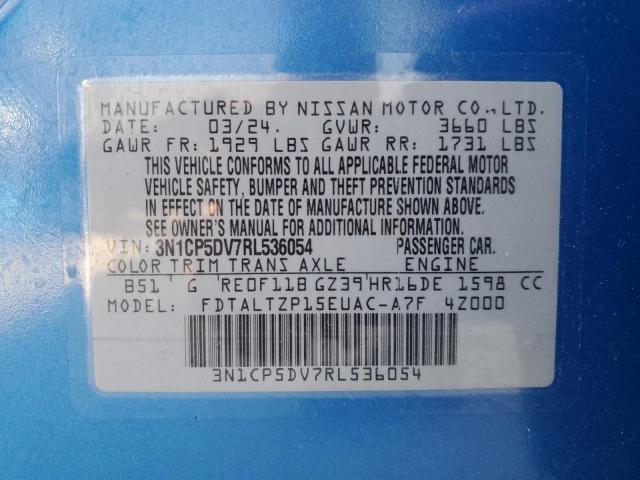 MANUFACTURED BY NISSAN MOTOR CO., LTD.
DATE: 03/24. GVWR: 3660 LBS
GAWR FR: 1929 LBS GAWR RR: 1731 LBS
THIS VEHICLE CONFORMS TO ALL APPLICABLE FEDERAL MOTOR
VEHICLE SAFETY, BUMPER AND THEFT PREVENTION STANDARDS
IN EFFECT ON THE DATE OF MANUFACTURE SHOWN ABOVE.
SEE OWNER'S MANUAL FOR ADDITIONAL INFORMATION.
VIN: 3N1CP5DV7RL536054 PASSENGER CAR.
COLOR TRIM TRANS AXLE ENGINE
B51 G RE0F11B GZ39 HR16DE 1598 CC
MODEL: FDTALTZP15EUAC-A7F 4Z000
3N1CP5DV7RL536054